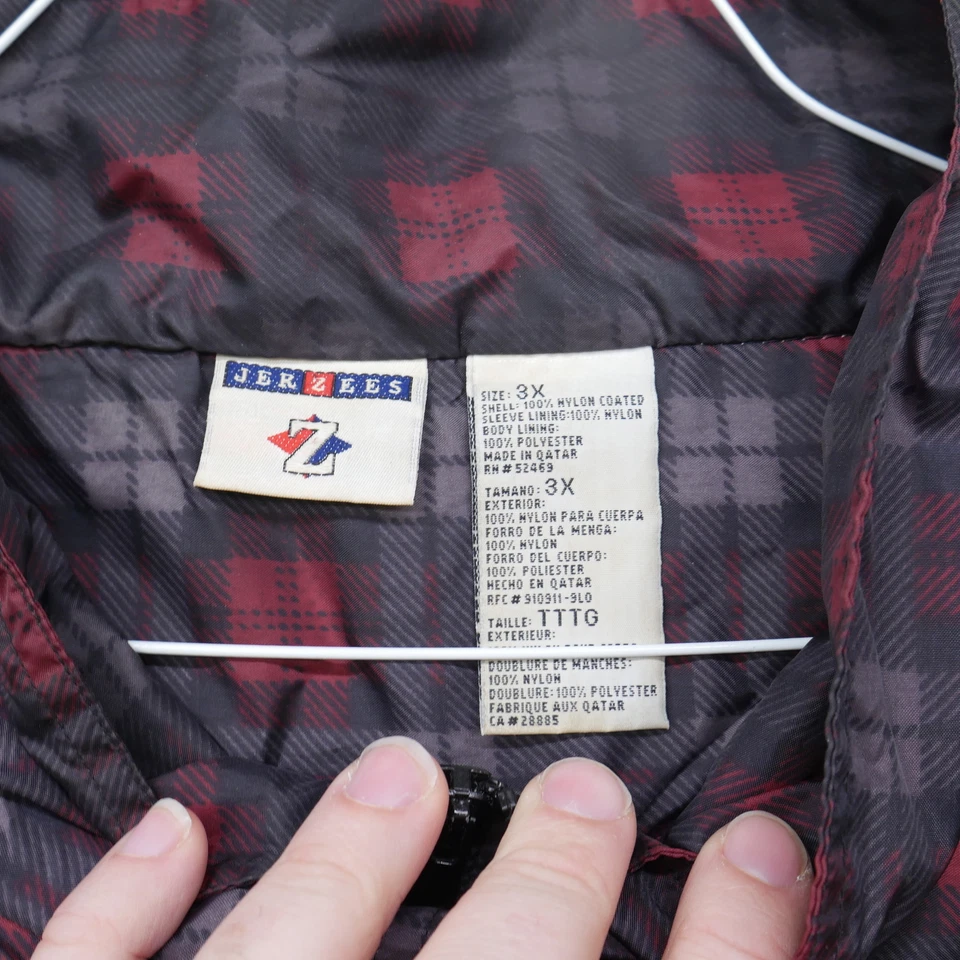 JERZEES
Z
SIZE: 3X
SHELL: 100% NYLON COATED
SLEEVE LINING:100% NYLON
BODY LINING:
100% POLYESTER
MADE IN QATAR
RN# 52469
TAMANO: 3X
EXTERIOR:
100% NYLON PARA CUERPA
FORRO DE LA MENGA:
100% NYLON
FORRO DEL CUERPO:
100% POLIESTER
HECHO EN QATAR
RFC# 910911-9L0
TAILLE: TTTG
EXTERIEUR:
DOUBLURE DE MANCHES:
100% NYLON
DOUBLURE:100% POLYESTER
FABRIQUE AUX QATAR
CA#28885